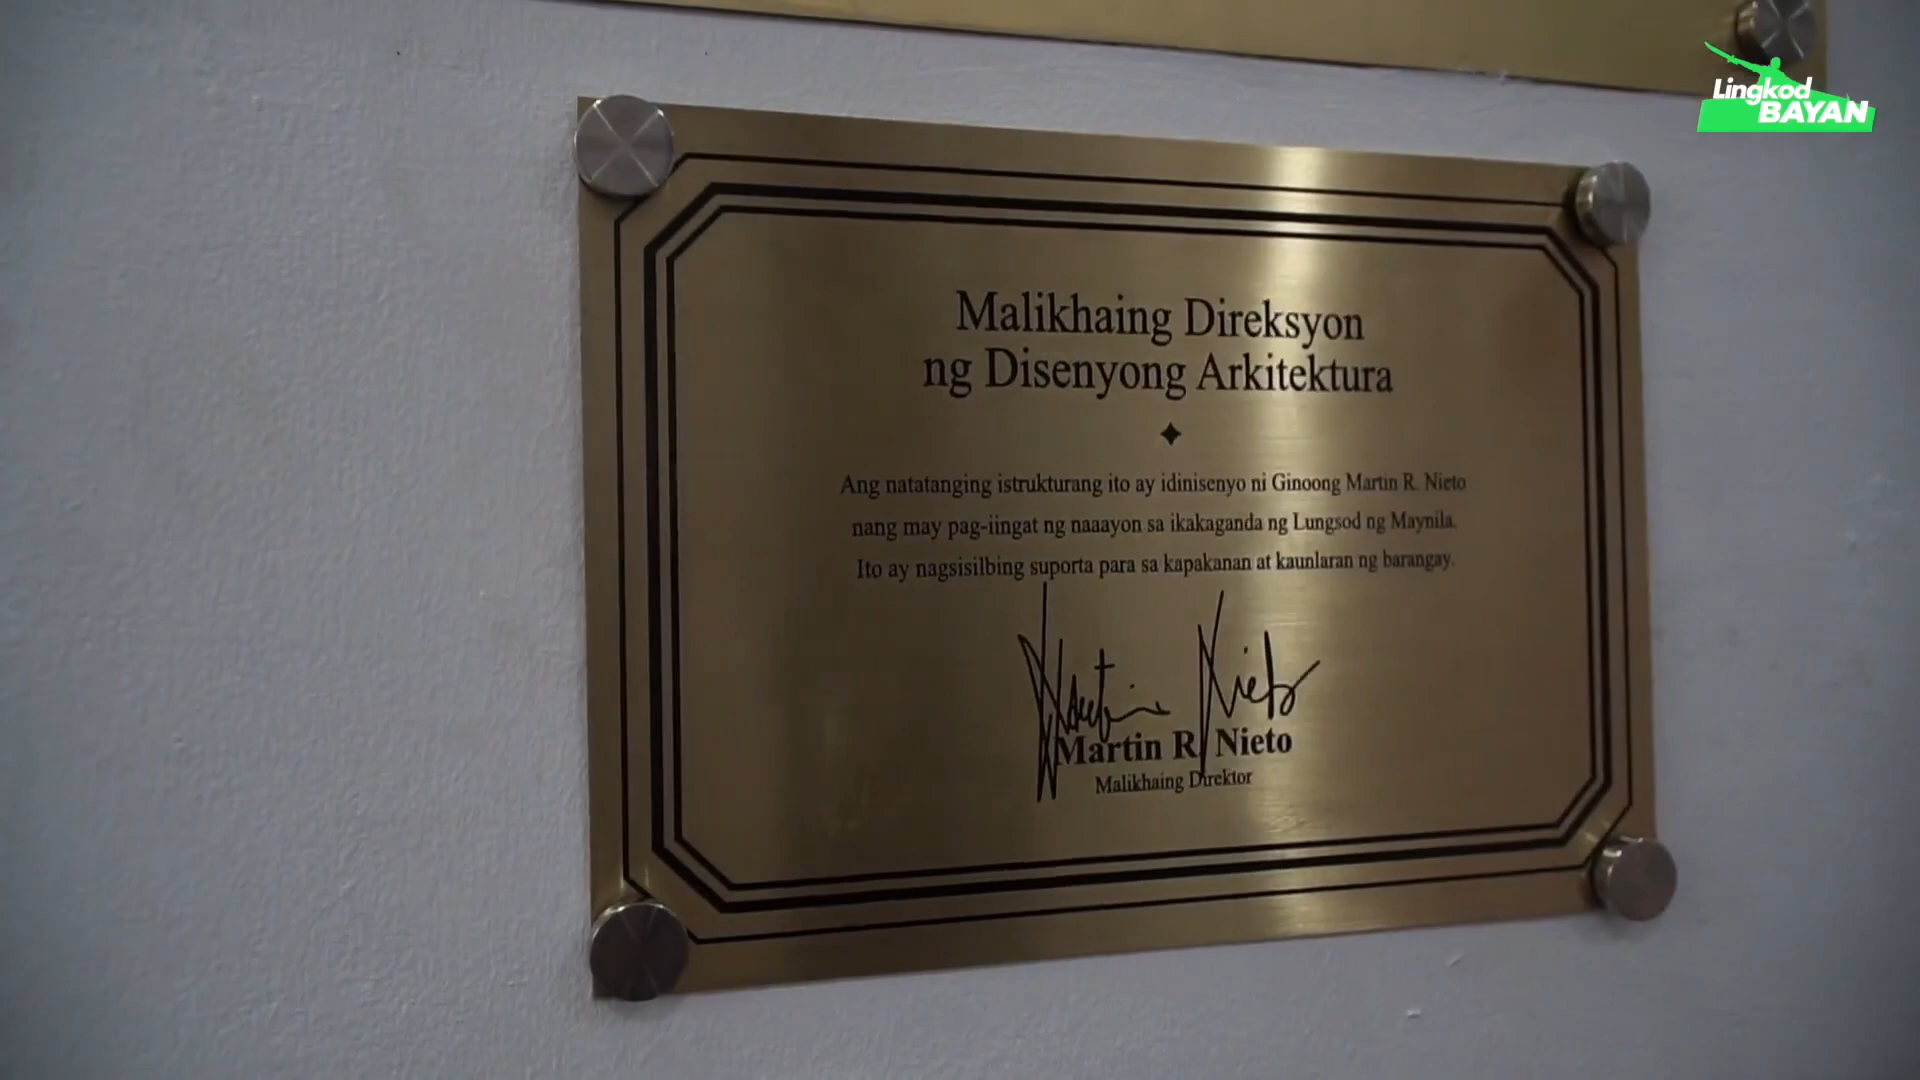 Lingkod
BAYAN
Malikhaing Direksyon
ng Disenyong Arkitektura
Ang natatanging istrukturang ito ay idinisenyo ni Ginoong Martin R. Nieto
nang may pag-iingat ng naaayon sa ikakaganda ng Lungsod ng Maynila.
Ito ay nagsisilbing suporta para sa kapakanan at kaunlaran ng barangay.
Martin Nieto
Martin R. Nieto
Malikhaing Direktor